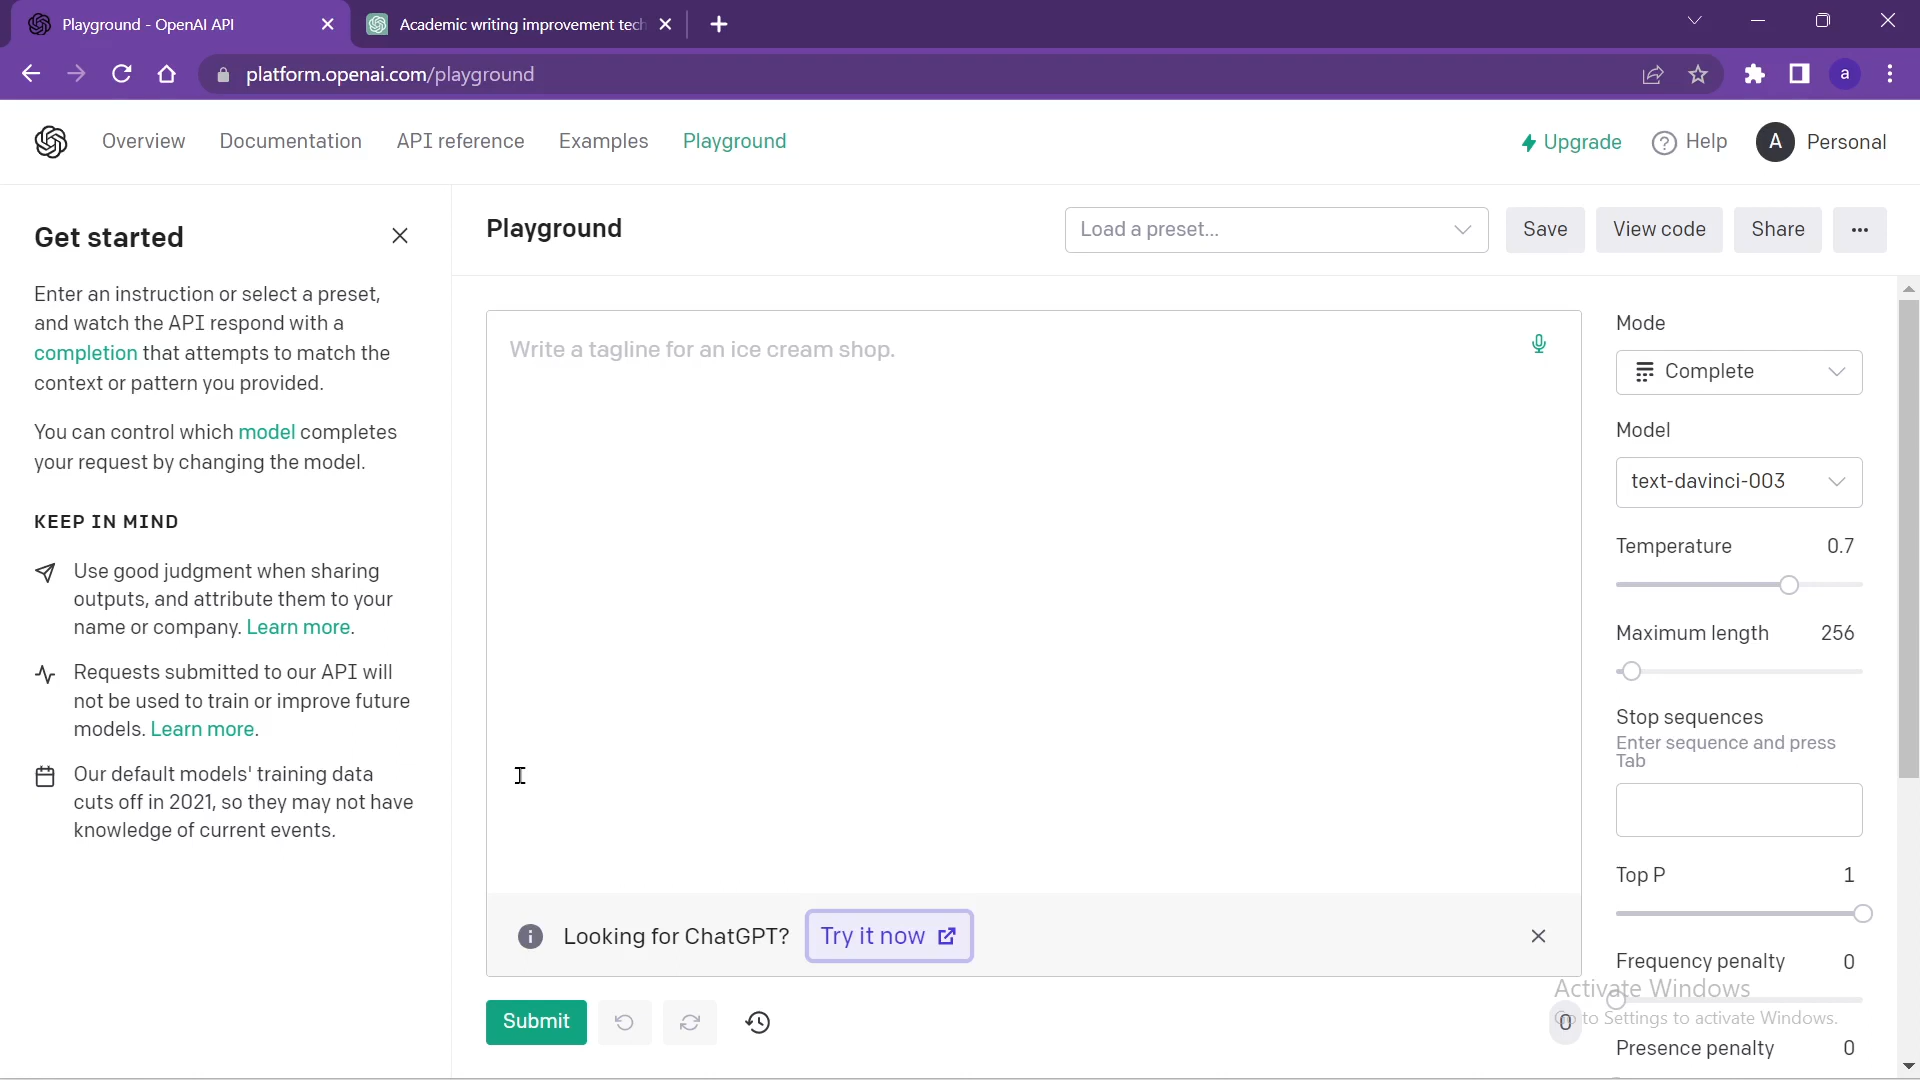 Playground - OpenAI API
Academic writing improvement tech
platform.openai.com/playground
a
Overview
Documentation
API reference
Examples
Playground
Upgrade
Help
A
Personal
Get started
Enter an instruction or select a preset,
and watch the API respond with a
completion that attempts to match the
context or pattern you provided.
You can control which model completes
your request by changing the model.
KEEP IN MIND
Use good judgment when sharing
outputs, and attribute them to your
name or company. Learn more.
Requests submitted to our API will
not be used to train or improve future
models. Learn more.
Our default models' training data
cuts off in 2021, so they may not have
knowledge of current events.
Playground
Load a preset...
Save
View code
Share
...
Write a tagline for an ice cream shop.
Looking for ChatGPT?
Try it now
Submit
0
Mode
Complete
Model
text-davinci-003
Temperature 0.7
Maximum length 256
Stop sequences
Enter sequence and press
Tab
Top P 1
Frequency penalty 0
Activate Windows
Go to Settings to activate Windows.
Presence penalty 0